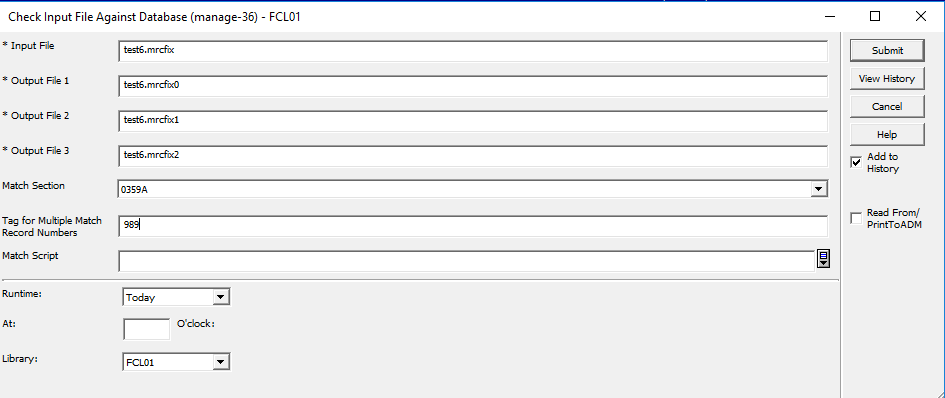 Check Input File Against Database (manage-36) - FCL01
* Input File
test6.mrcfix
Submit
* Output File 1
test6.mrcfix0
View History
* Output File 2
test6.mrcfix1
Cancel
* Output File 3
test6.mrcfix2
Help
Add to
History
Match Section
0359A
Tag for Multiple Match
Record Numbers
989
Read From/
PrintToADM
Match Script
Runtime:
Today
At:
O'clock:
Library:
FCL01